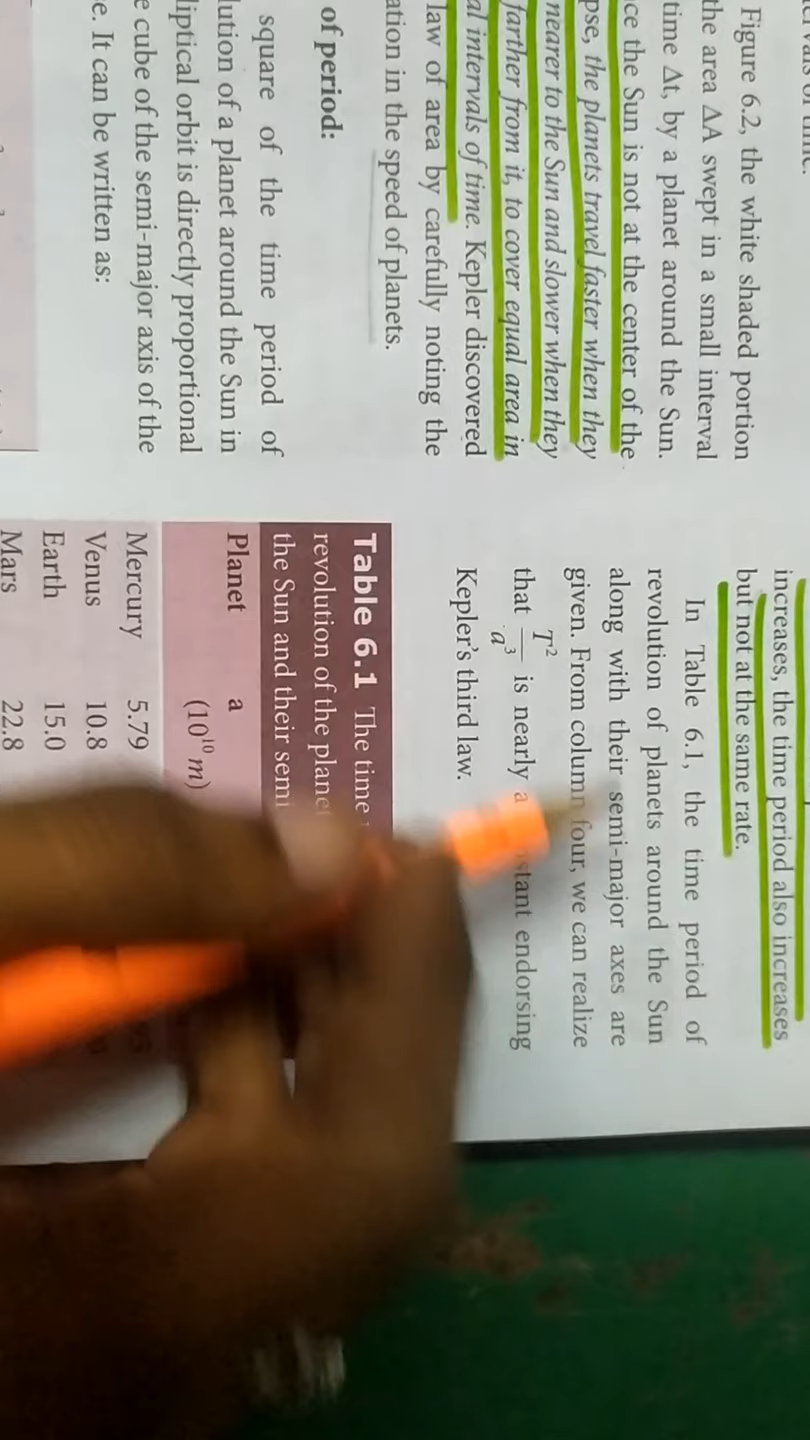 Figure 6.2, the white shaded portion
the area ΔA swept in a small interval
time Δt, by a planet around the Sun.
ce the Sun is not at the center of the
pse, the planets travel faster when they
nearer to the Sun and slower when they
farther from it, to cover equal area in
al intervals of time. Kepler discovered
law of area by carefully noting the
ation in the speed of planets.
of period:
square of the time period of
lution of a planet around the Sun in
liptical orbit is directly proportional
e cube of the semi-major axis of the
e. It can be written as:
increases, the time period also increases
but not at the same rate.
In Table 6.1, the time period of
revolution of planets around the Sun
along with their semi-major axes are
given. From column four, we can realize
that T²/a³ is nearly a stant endorsing
Kepler's third law.
Table 6.1 The time
revolution of the plane
the Sun and their semi
Planet a
(10¹⁰ m)
Mercury 5.79
Venus 10.8
Earth 15.0
Mars 22.8